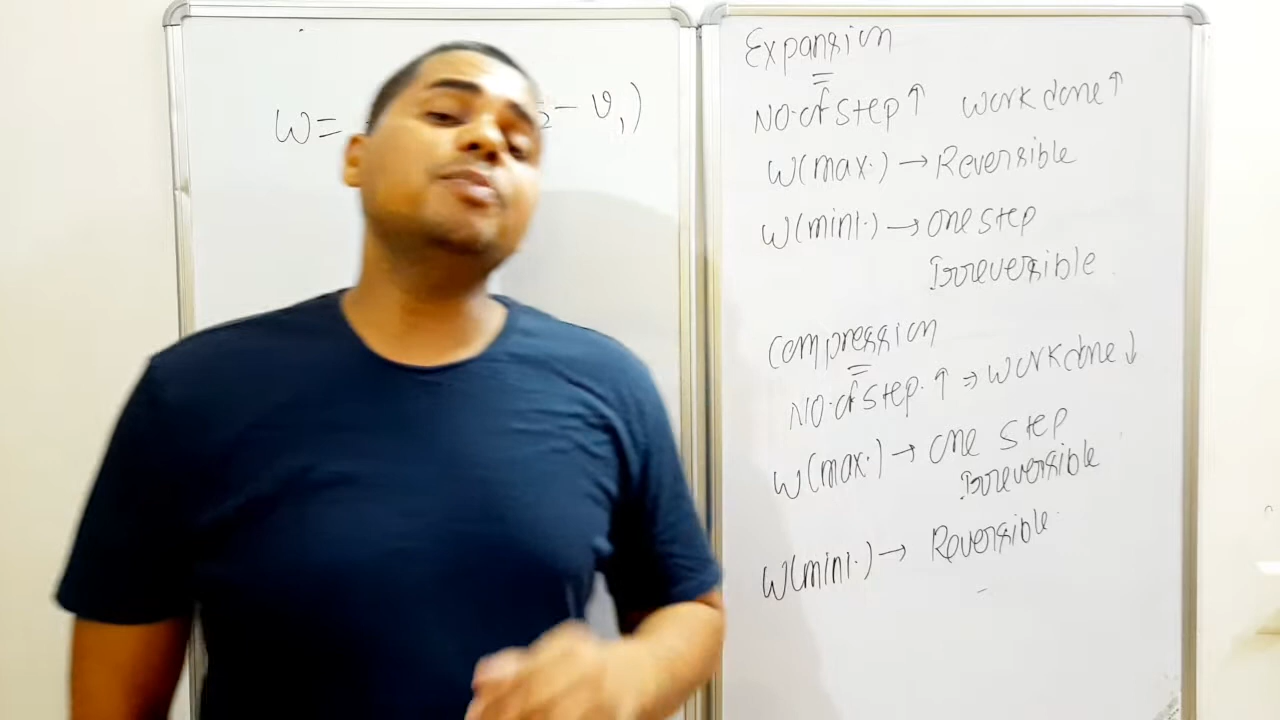 W=
2 - V1)
Expansion
No. of step ↑ work done ↑
W(max.) → Reversible
W(mini.) → one step
Irreversible
Compression
No. of step. ↑ ⇒ work done ↓
W(max.) → one step
Irreversible
W(mini.) → Reversible